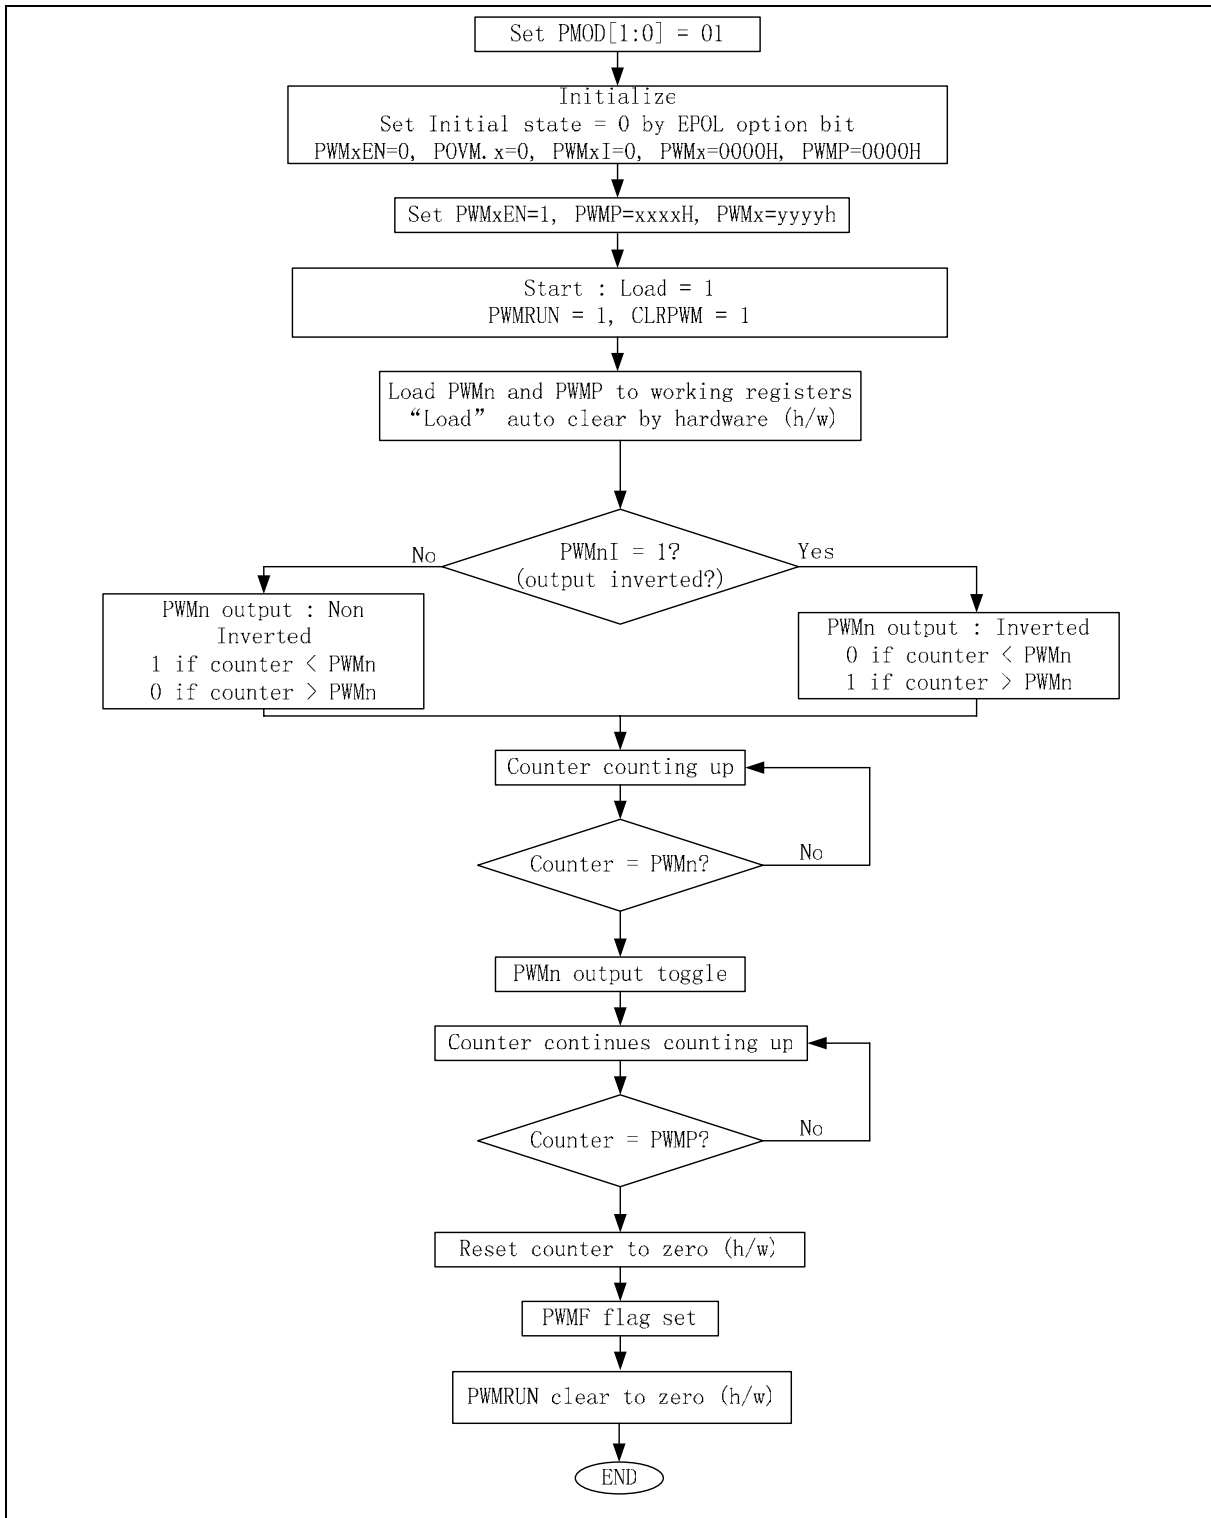 Set PMOD[1:0] = 01
Initialize
Set Initial state = 0 by EPOL option bit
PWMxEN=0, POVM.x=0, PWMxI=0, PWMx=0000H, PWMP=0000H
Set PWMxEN=1, PWMP=xxxxH, PWMx=yyyyh
Start : Load = 1
PWMRUN = 1, CLRPWM = 1
Load PWMn and PWMP to working registers
“Load” auto clear by hardware (h/w)
PWMnI = 1?
(output inverted?)
No
Yes
PWMn output : Non
Inverted
1 if counter < PWMn
0 if counter > PWMn
PWMn output : Inverted
0 if counter < PWMn
1 if counter > PWMn
Counter counting up
Counter = PWMn?
No
PWMn output toggle
Counter continues counting up
Counter = PWMP?
No
Reset counter to zero (h/w)
PWMF flag set
PWMRUN clear to zero (h/w)
END